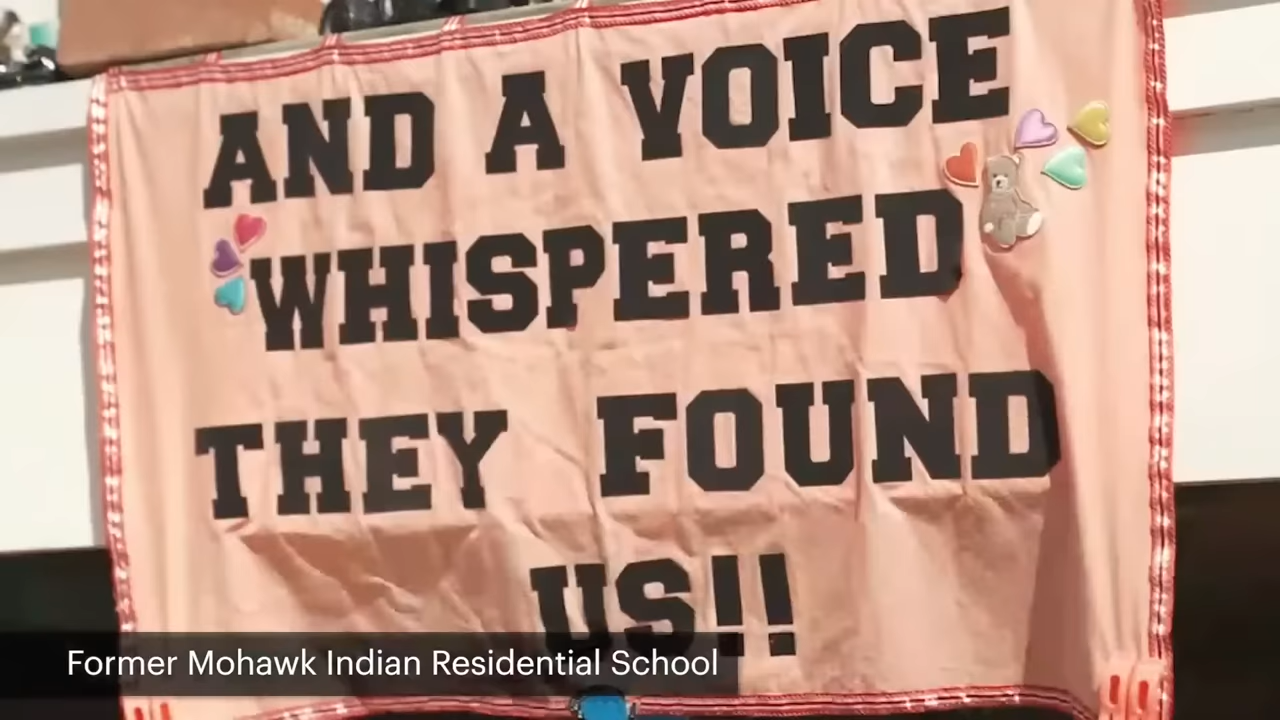 AND A VOICE
WHISPERED
THEY FOUND
US!!
Former Mohawk Indian Residential School